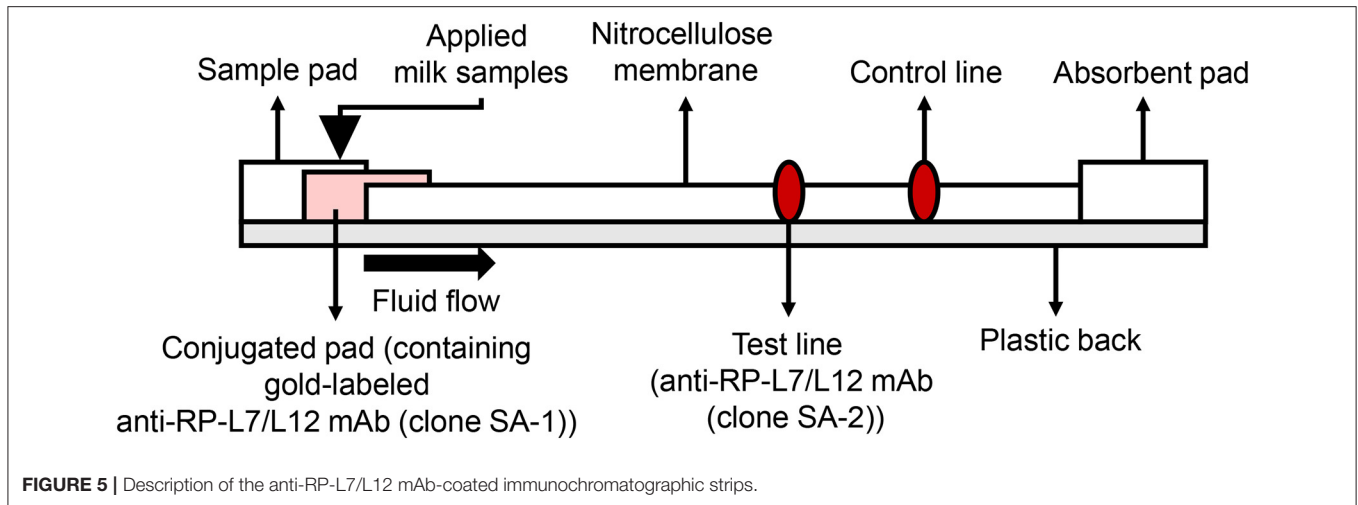 Sample pad
Applied
milk samples
Nitrocellulose
membrane
Control line
Absorbent pad
Fluid flow
Conjugated pad (containing
gold-labeled
anti-RP-L7/L12 mAb (clone SA-1))
Test line
(anti-RP-L7/L12 mAb
(clone SA-2))
Plastic back
FIGURE 5 | Description of the anti-RP-L7/L12 mAb-coated immunochromatographic strips.